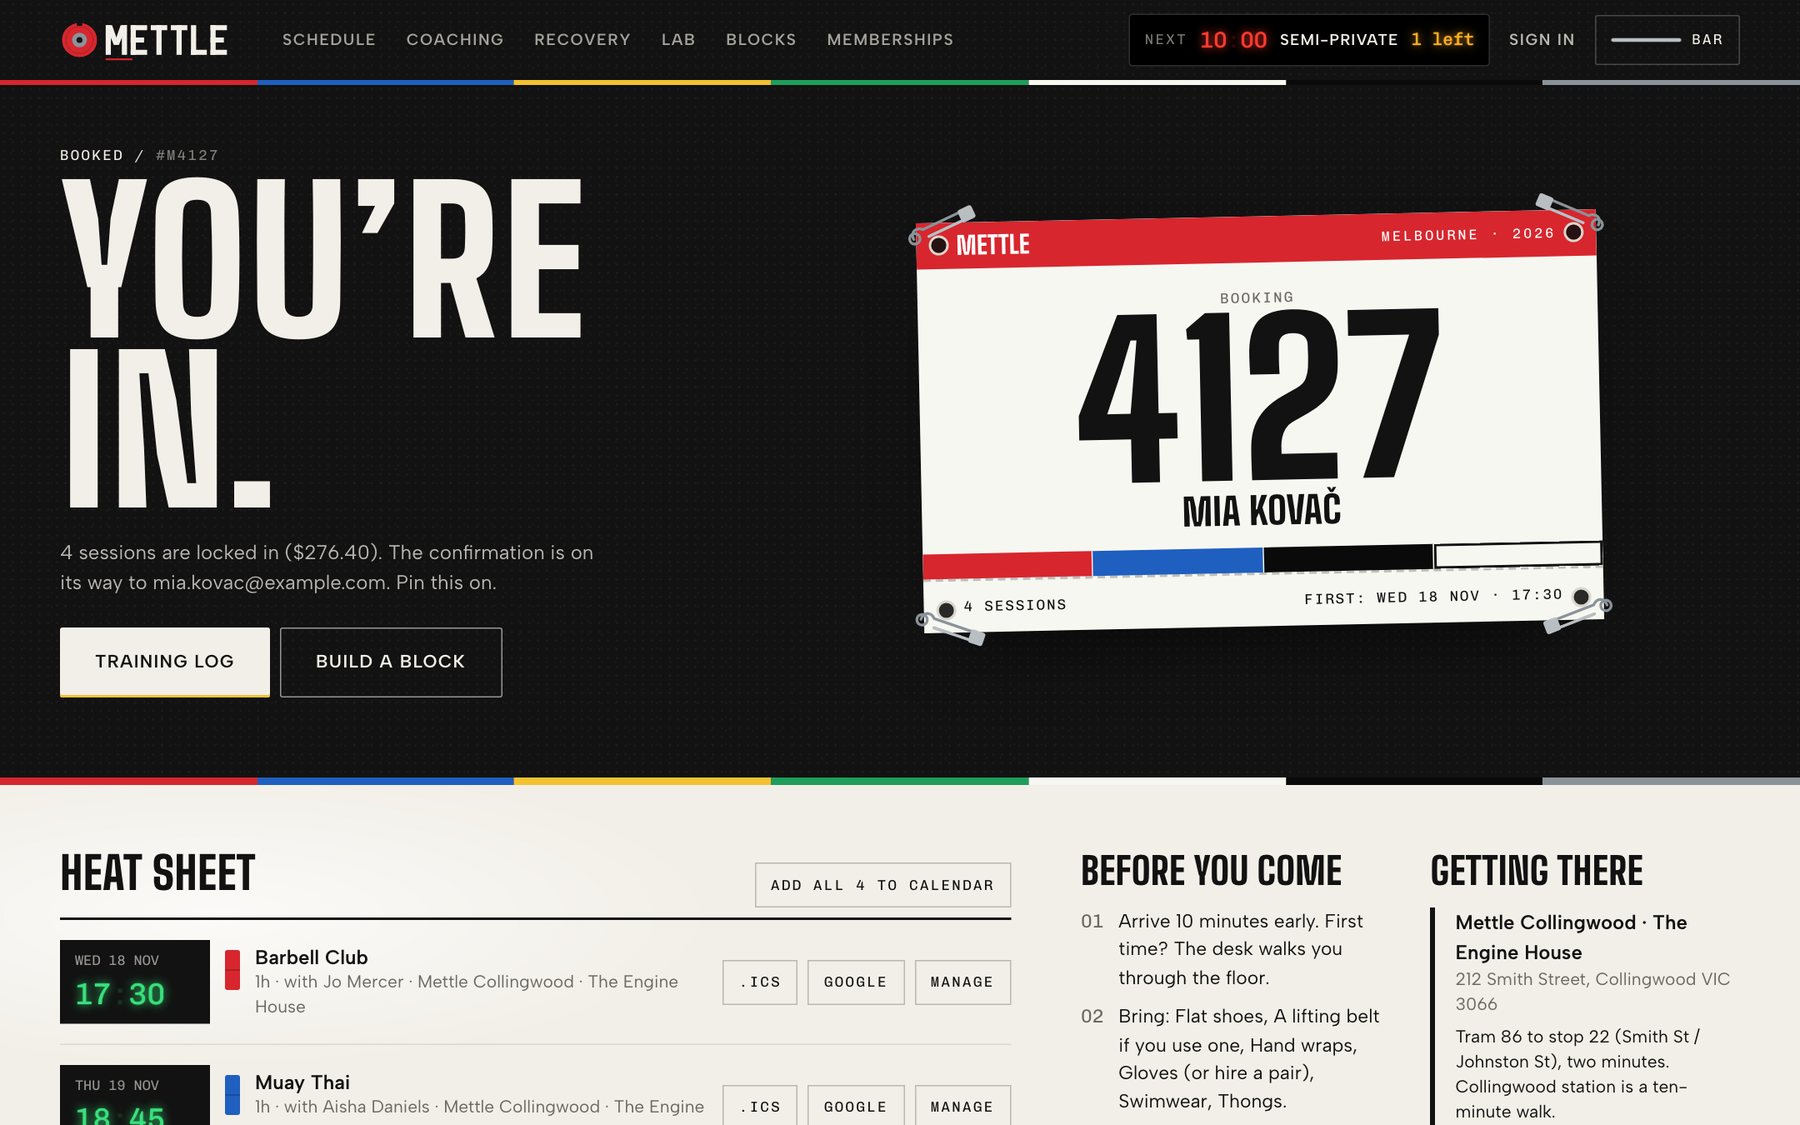 METTLE
SCHEDULE
COACHING
RECOVERY
LAB
BLOCKS
MEMBERSHIPS
NEXT 10:00 SEMI-PRIVATE 1 left
SIGN IN
BAR
BOOKED / #M4127
YOU’RE
IN.
4 sessions are locked in ($276.40). The confirmation is on
its way to mia.kovac@example.com. Pin this on.
TRAINING LOG
BUILD A BLOCK
METTLE
MELBOURNE · 2026
BOOKING
4127
MIA KOVAČ
4 SESSIONS
FIRST: WED 18 NOV · 17:30
HEAT SHEET
ADD ALL 4 TO CALENDAR
WED 18 NOV
17:30
Barbell Club
1h · with Jo Mercer · Mettle Collingwood · The Engine
House
.ICS
GOOGLE
MANAGE
THU 19 NOV
18:45
Muay Thai
1h · with Aisha Daniels · Mettle Collingwood · The Engine
.ICS
GOOGLE
MANAGE
BEFORE YOU COME
01 Arrive 10 minutes early. First
time? The desk walks you
through the floor.
02 Bring: Flat shoes, A lifting belt
if you use one, Hand wraps,
Gloves (or hire a pair),
Swimwear, Thongs.
GETTING THERE
Mettle Collingwood · The
Engine House
212 Smith Street, Collingwood VIC
3066
Tram 86 to stop 22 (Smith St /
Johnston St), two minutes.
Collingwood station is a ten-
minute walk.